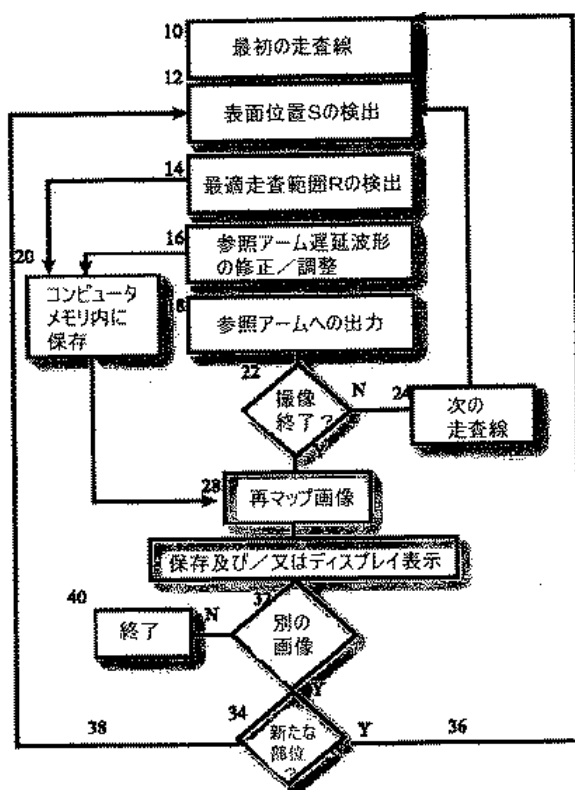 10
最初の走査線
12
表面位置Sの検出
14
最適走査範囲Rの検出
16
参照アーム遅延波形
の修正／調整
20
コンピュータ
メモリ内に
保存
8
参照アームへの出力
22
撮像
終了？
N
24
次の
走査線
28
再マップ画像
保存及び／又はディスプレイ表示
32
別の
画像
N
40
終了
Y
34
新たな
部位
？
Y
36
38